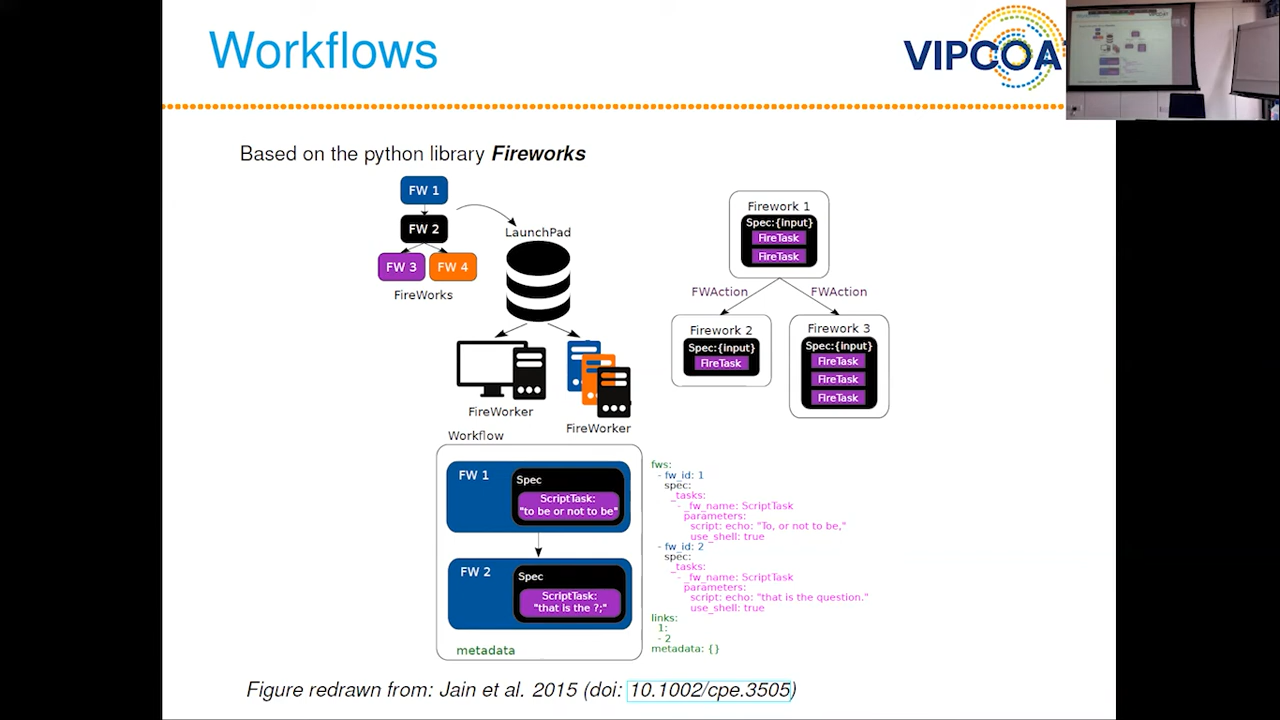 Workflows
VIPCOA
Based on the python library Fireworks
FW 1
FW 2
FW 3 FW 4
FireWorks
LaunchPad
FireWorker
FireWorker
Firework 1
Spec:{input}
FireTask
FireTask
FWAction FWAction
Firework 2
Spec:{input}
FireTask
Firework 3
Spec:{input}
FireTask
FireTask
FireTask
Workflow
FW 1
Spec
ScriptTask:
"to be or not to be"
FW 2
Spec
ScriptTask:
"that is the ?;"
metadata
fws:
- fw_id: 1
spec:
_tasks:
- _fw_name: ScriptTask
parameters:
script: echo: "To, or not to be,"
use_shell: true
- fw_id: 2
spec:
_tasks:
- _fw_name: ScriptTask
parameters:
script: echo: "that is the question."
use_shell: true
links:
1:
- 2
metadata: {}
Figure redrawn from: Jain et al. 2015 (doi: 10.1002/cpe.3505)